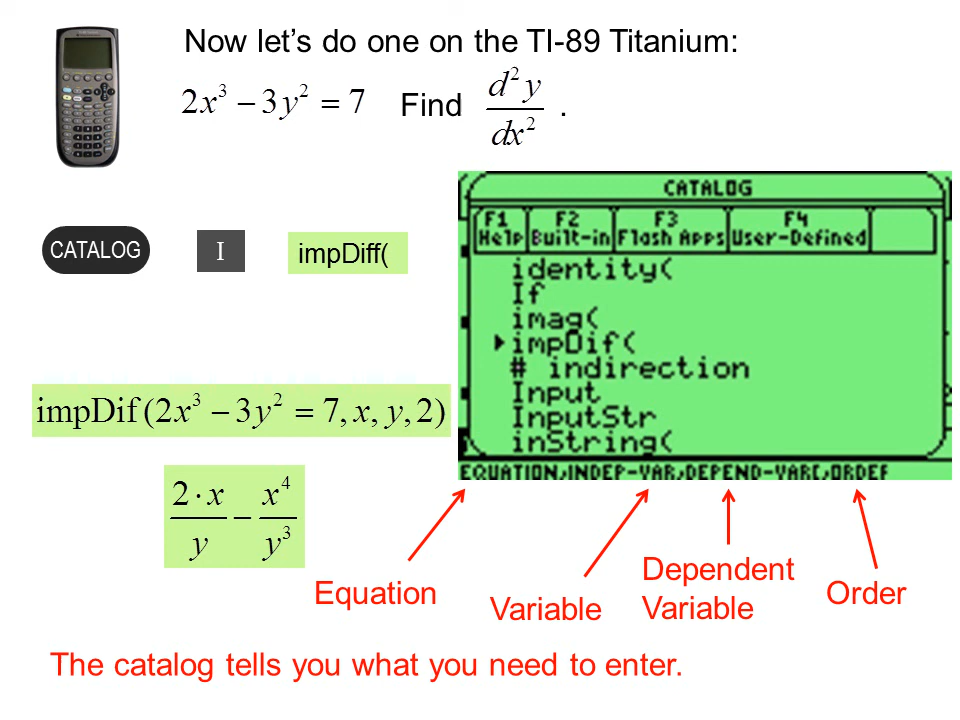 Now let's do one on the TI-89 Titanium:
2x³ − 3y² = 7 Find d²y/dx² .
CATALOG I impDiff(
CATALOG
F1 F2 F3 F4
Help Built-in Flash Apps User-Defined
identity(
If
imag(
impDif(
# indirection
Input
InputStr
inString(
EQUATION,INDEP-VAR,DEPEND-VAR[,ORDER
impDif(2x³ − 3y² = 7, x, y, 2)
2·x/y − x⁴/y³
Equation
Variable
Dependent
Variable
Order
The catalog tells you what you need to enter.